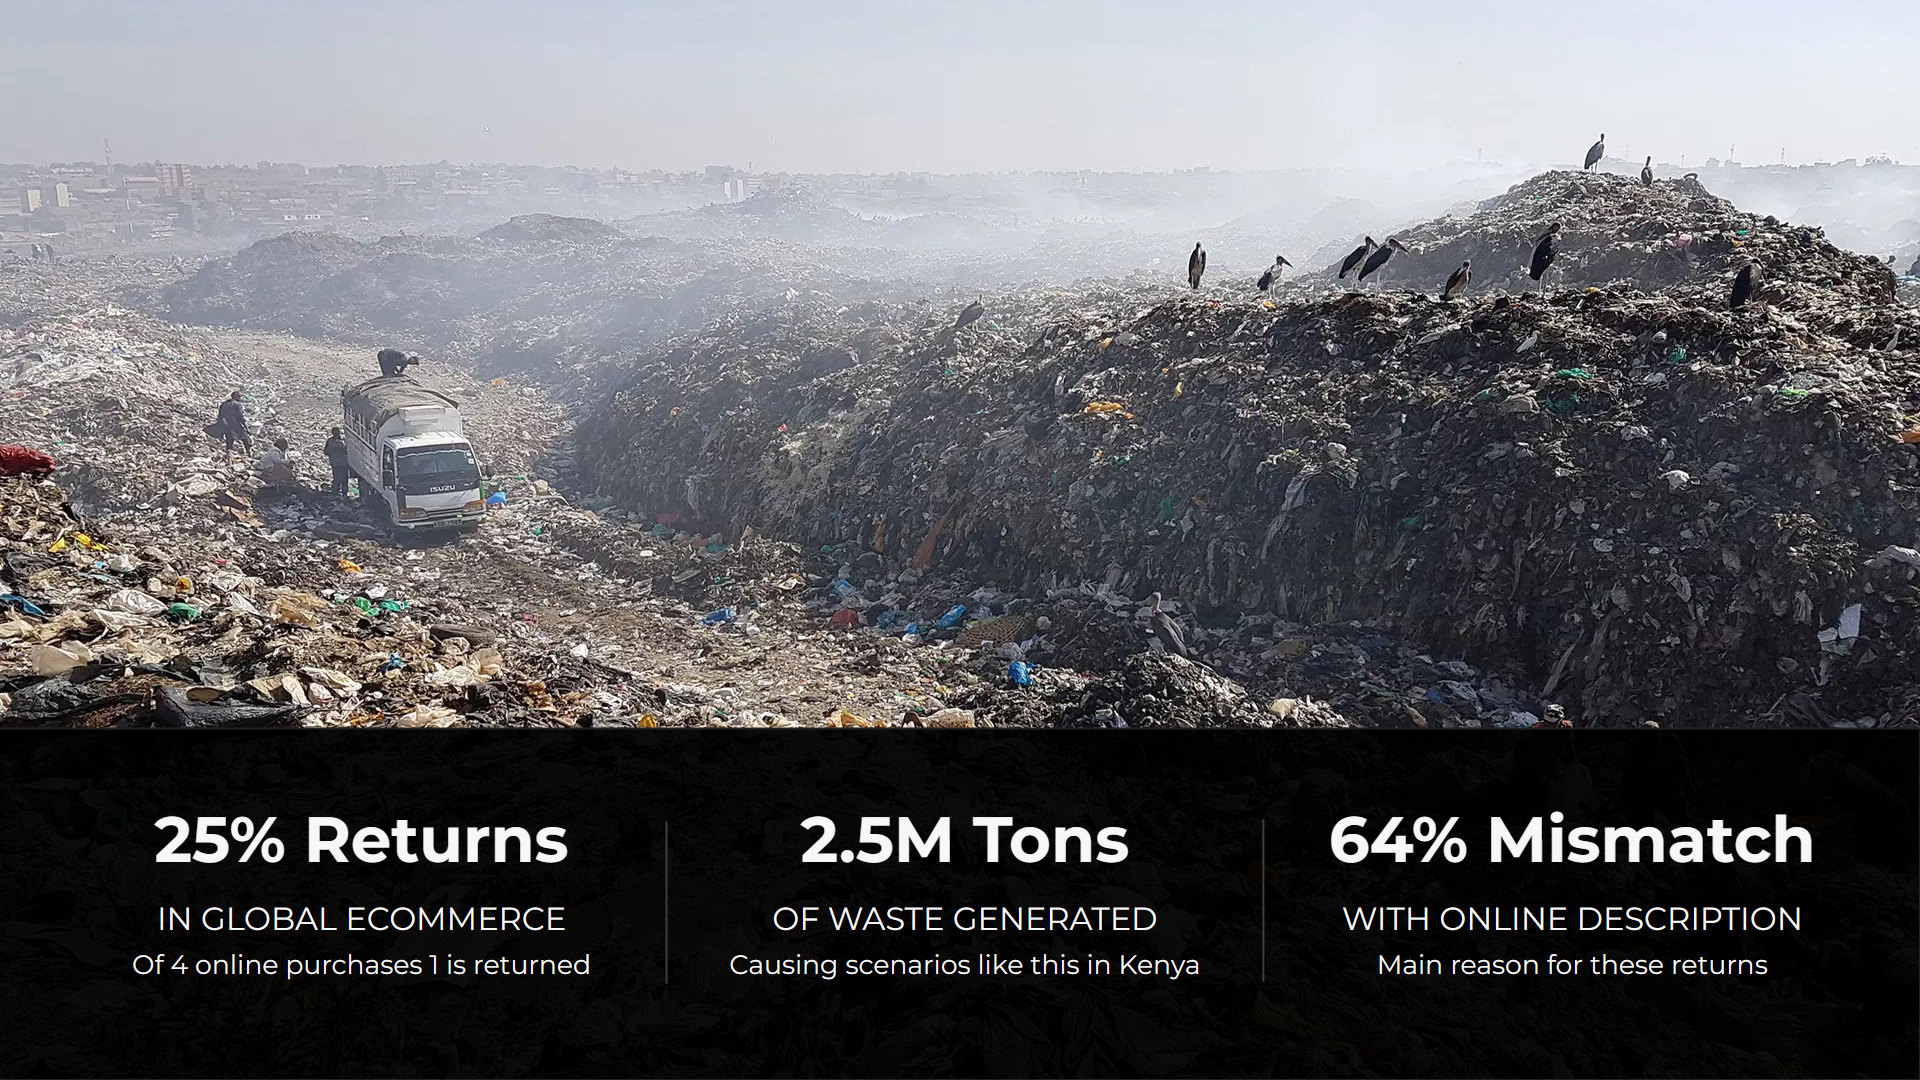 ISUZU
25% Returns
IN GLOBAL ECOMMERCE
Of 4 online purchases 1 is returned
2.5M Tons
OF WASTE GENERATED
Causing scenarios like this in Kenya
64% Mismatch
WITH ONLINE DESCRIPTION
Main reason for these returns